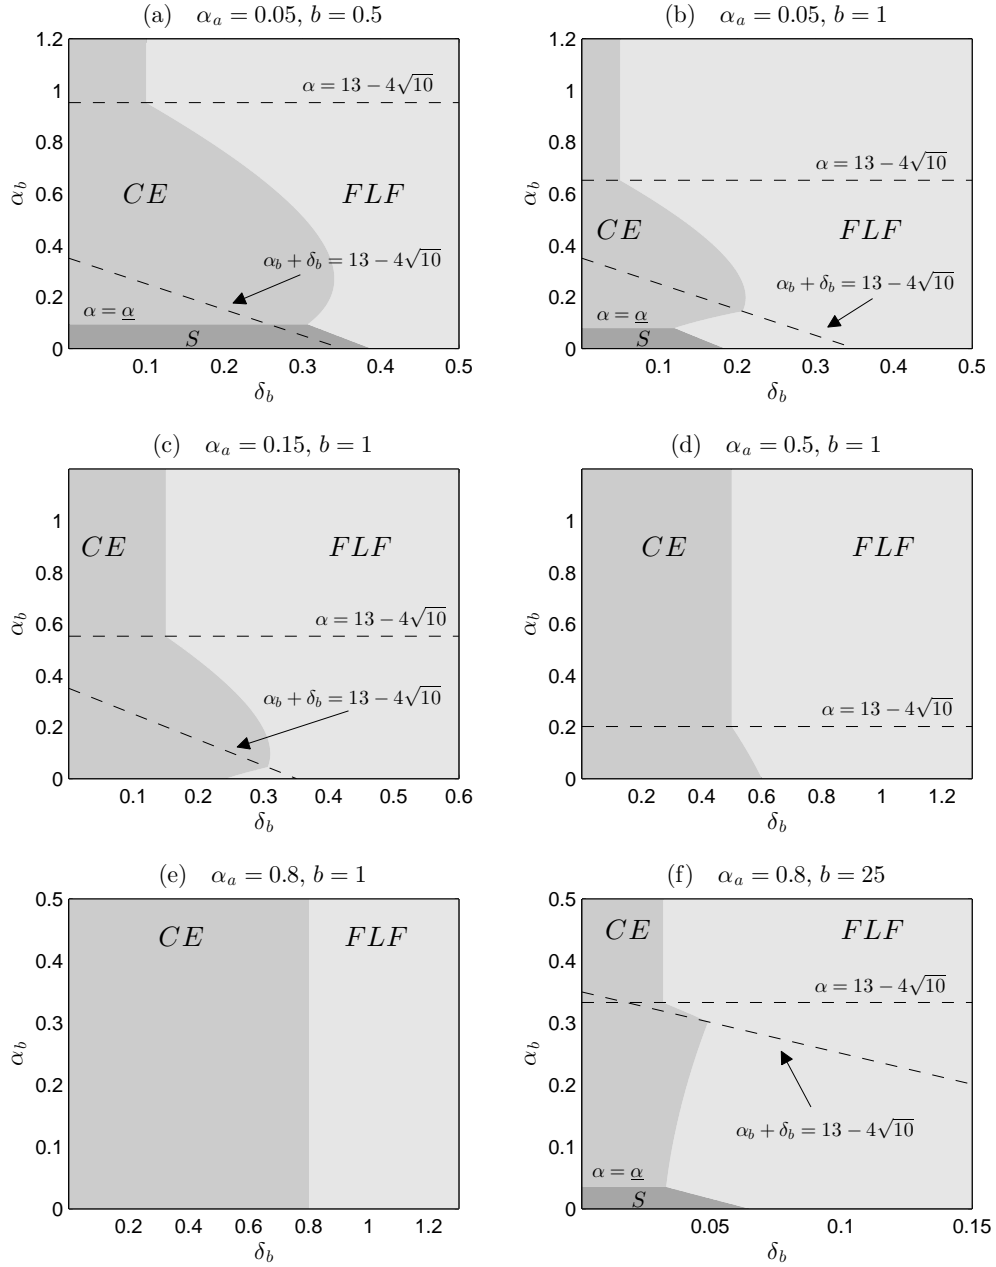 (a) α_a = 0.05, b = 0.5
1.2
1
0.8
0.6
0.4
0.2
0
α_b
α = 13 − 4√10
CE
FLF
α_b + δ_b = 13 − 4√10
α = α̲
S
0.1
0.2
0.3
0.4
0.5
δ_b
(b) α_a = 0.05, b = 1
1.2
1
0.8
0.6
0.4
0.2
0
α_b
α = 13 − 4√10
CE
FLF
α_b + δ_b = 13 − 4√10
α = α̲
S
0.1
0.2
0.3
0.4
0.5
δ_b
(c) α_a = 0.15, b = 1
1
0.8
0.6
0.4
0.2
0
α_b
CE
FLF
α = 13 − 4√10
α_b + δ_b = 13 − 4√10
0.1
0.2
0.3
0.4
0.5
0.6
δ_b
(d) α_a = 0.5, b = 1
1
0.8
0.6
0.4
0.2
0
α_b
CE
FLF
α = 13 − 4√10
0.2
0.4
0.6
0.8
1
1.2
δ_b
(e) α_a = 0.8, b = 1
0.5
0.4
0.3
0.2
0.1
0
α_b
CE
FLF
0.2
0.4
0.6
0.8
1
1.2
δ_b
(f) α_a = 0.8, b = 25
0.5
0.4
0.3
0.2
0.1
0
α_b
CE
FLF
α = 13 − 4√10
α_b + δ_b = 13 − 4√10
α = α̲
S
0.05
0.1
0.15
δ_b